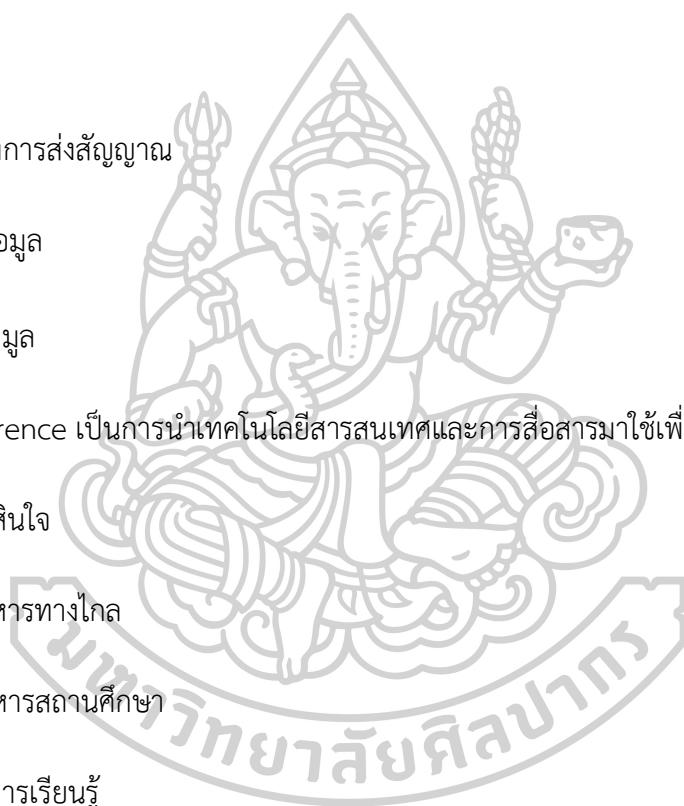 การส่งสัญญาณ
อมูล
มูล
rence เป็นการนำเทคโนโลยีสารสนเทศและการสื่อสารมาใช้เพื่
สินใจ
หารทางไกล
หารสถานศึกษา
การเรียนรู้
มหาวิทยาลัยศิลปากร